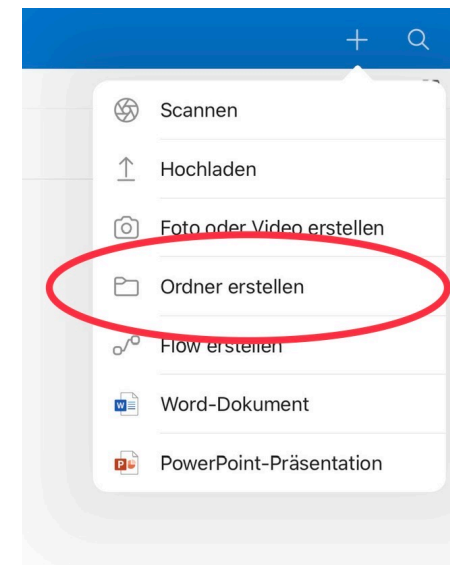 Scannen
Hochladen
Foto oder Video erstellen
Ordner erstellen
Flow erstellen
Word-Dokument
PowerPoint-Präsentation